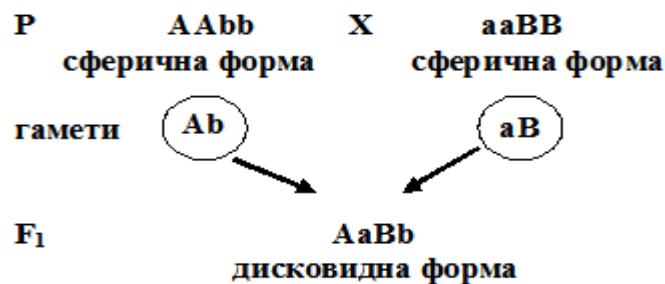 P AAbb X aaBB
сферична форма сферична форма
гамети Ab aB
F₁ AaBb
дисковидна форма